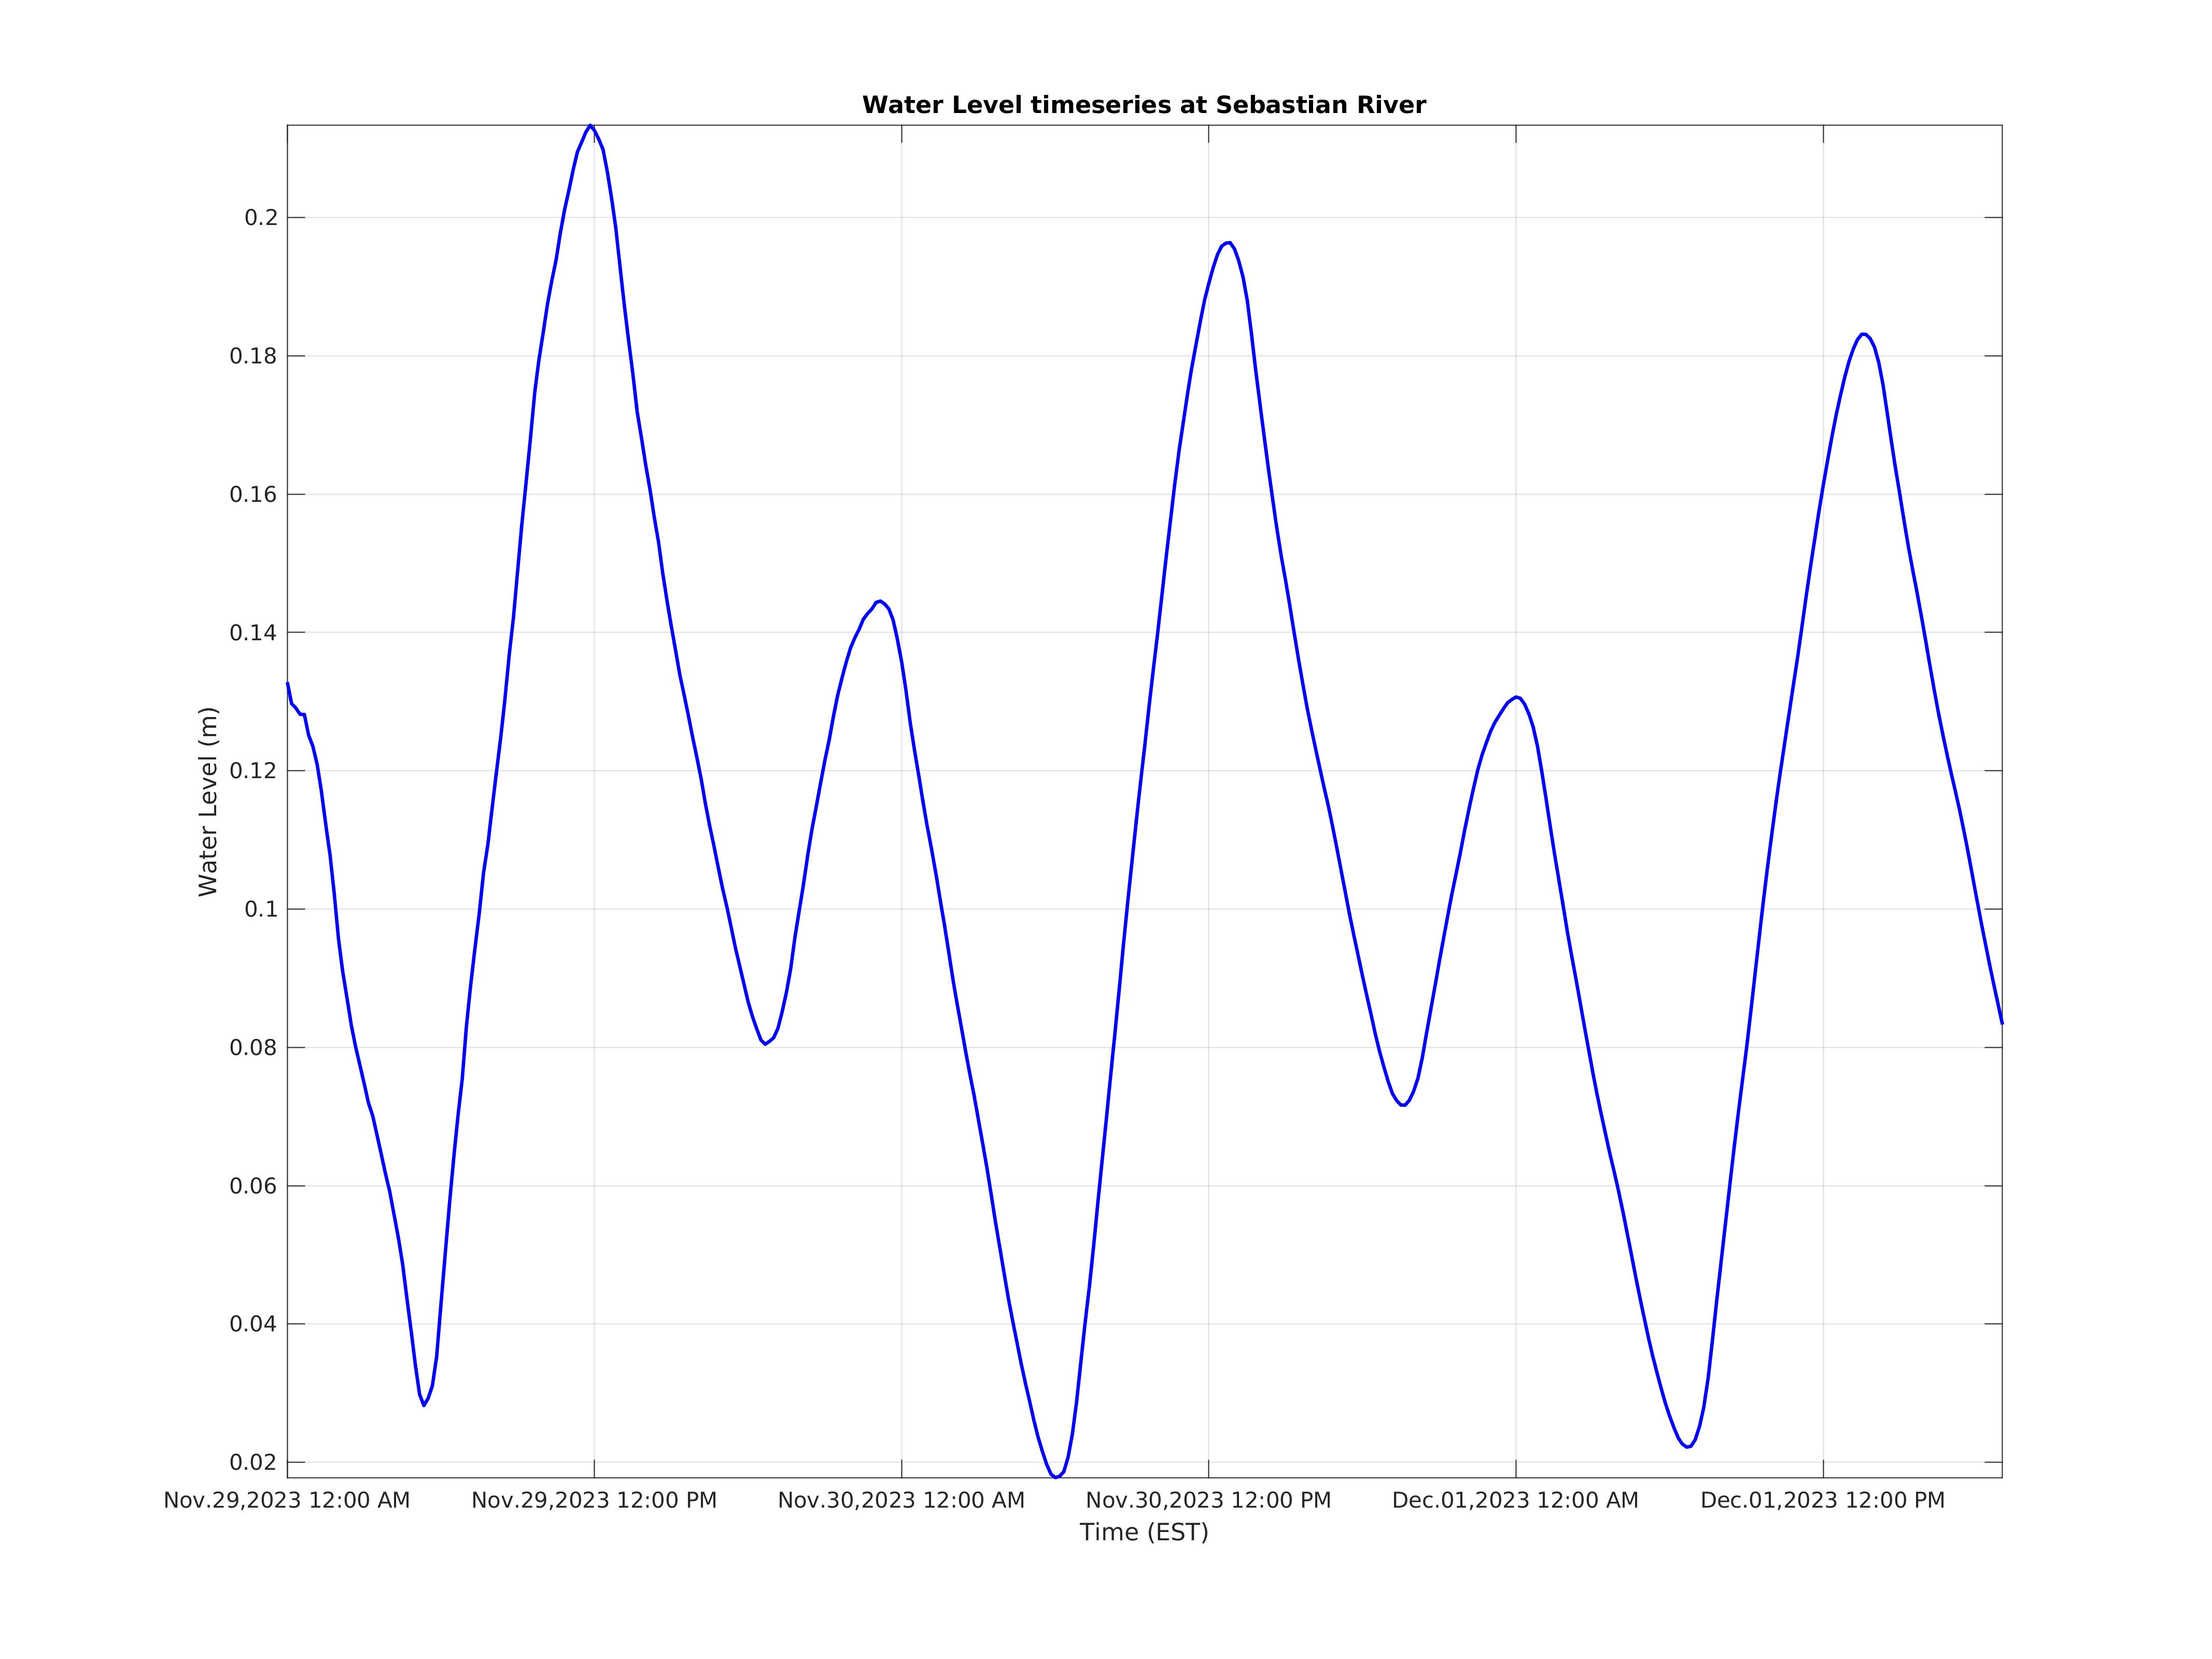 Water Level timeseries at Sebastian River
Water Level (m)
0.2
0.18
0.16
0.14
0.12
0.1
0.08
0.06
0.04
0.02
Nov.29,2023 12:00 AM
Nov.29,2023 12:00 PM
Nov.30,2023 12:00 AM
Nov.30,2023 12:00 PM
Dec.01,2023 12:00 AM
Dec.01,2023 12:00 PM
Time (EST)